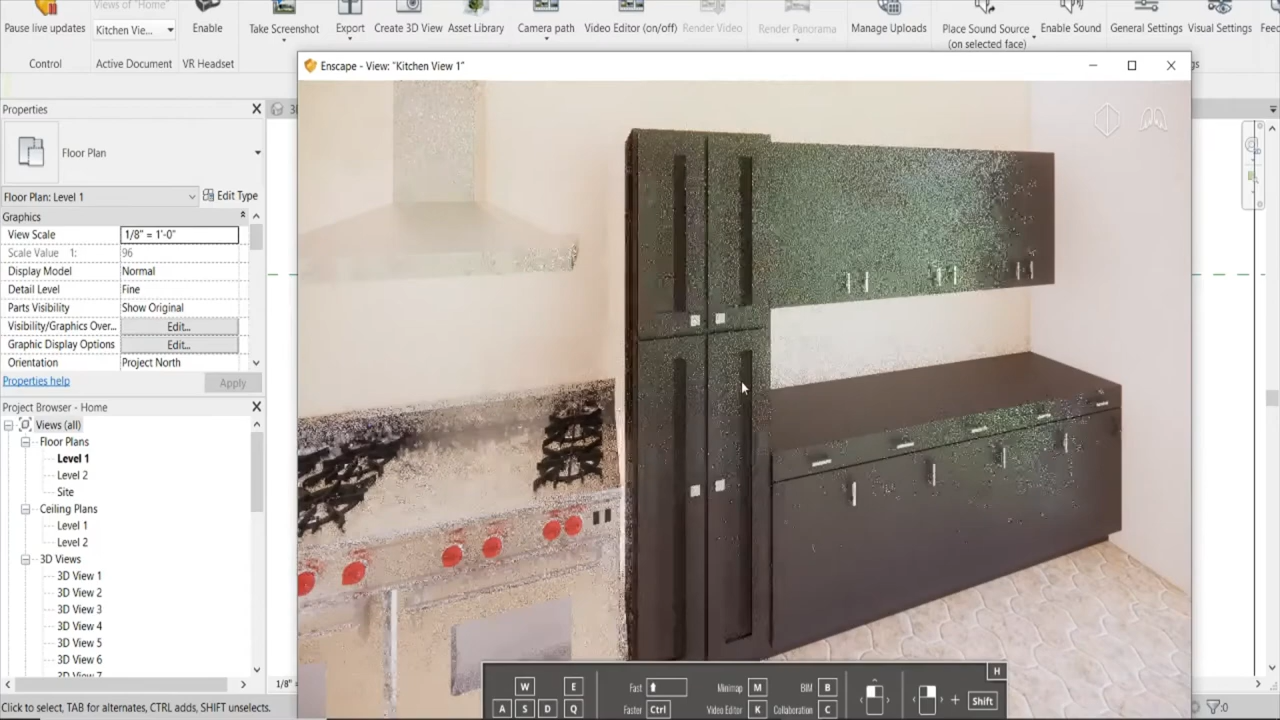 Views of "Home"
Pause live updates
Kitchen Vie...
Enable
Take Screenshot
Export
Create 3D View
Asset Library
Camera path
Video Editor (on/off)
Render Video
Render Panorama
Manage Uploads
Place Sound Source
(on selected face)
Enable Sound
General Settings
Visual Settings
Control
Active Document
VR Headset
Enscape - View: "Kitchen View 1"
Properties
Floor Plan
Floor Plan: Level 1
Edit Type
Graphics
View Scale
1/8" = 1'-0"
Scale Value 1:
96
Display Model
Normal
Detail Level
Fine
Parts Visibility
Show Original
Visibility/Graphics Over...
Edit...
Graphic Display Options
Edit...
Orientation
Project North
Properties help
Apply
Project Browser - Home
Views (all)
Floor Plans
Level 1
Level 2
Site
Ceiling Plans
Level 1
Level 2
3D Views
3D View 1
3D View 2
3D View 3
3D View 4
3D View 5
3D View 6
1/8" =
Click to select, TAB for alternates, CTRL adds, SHIFT unselects.
:0
H
W
E
A
S
D
Q
Fast
Faster
Ctrl
Minimap
M
Video Editor
K
BIM
B
Collaboration
C
+
Shift